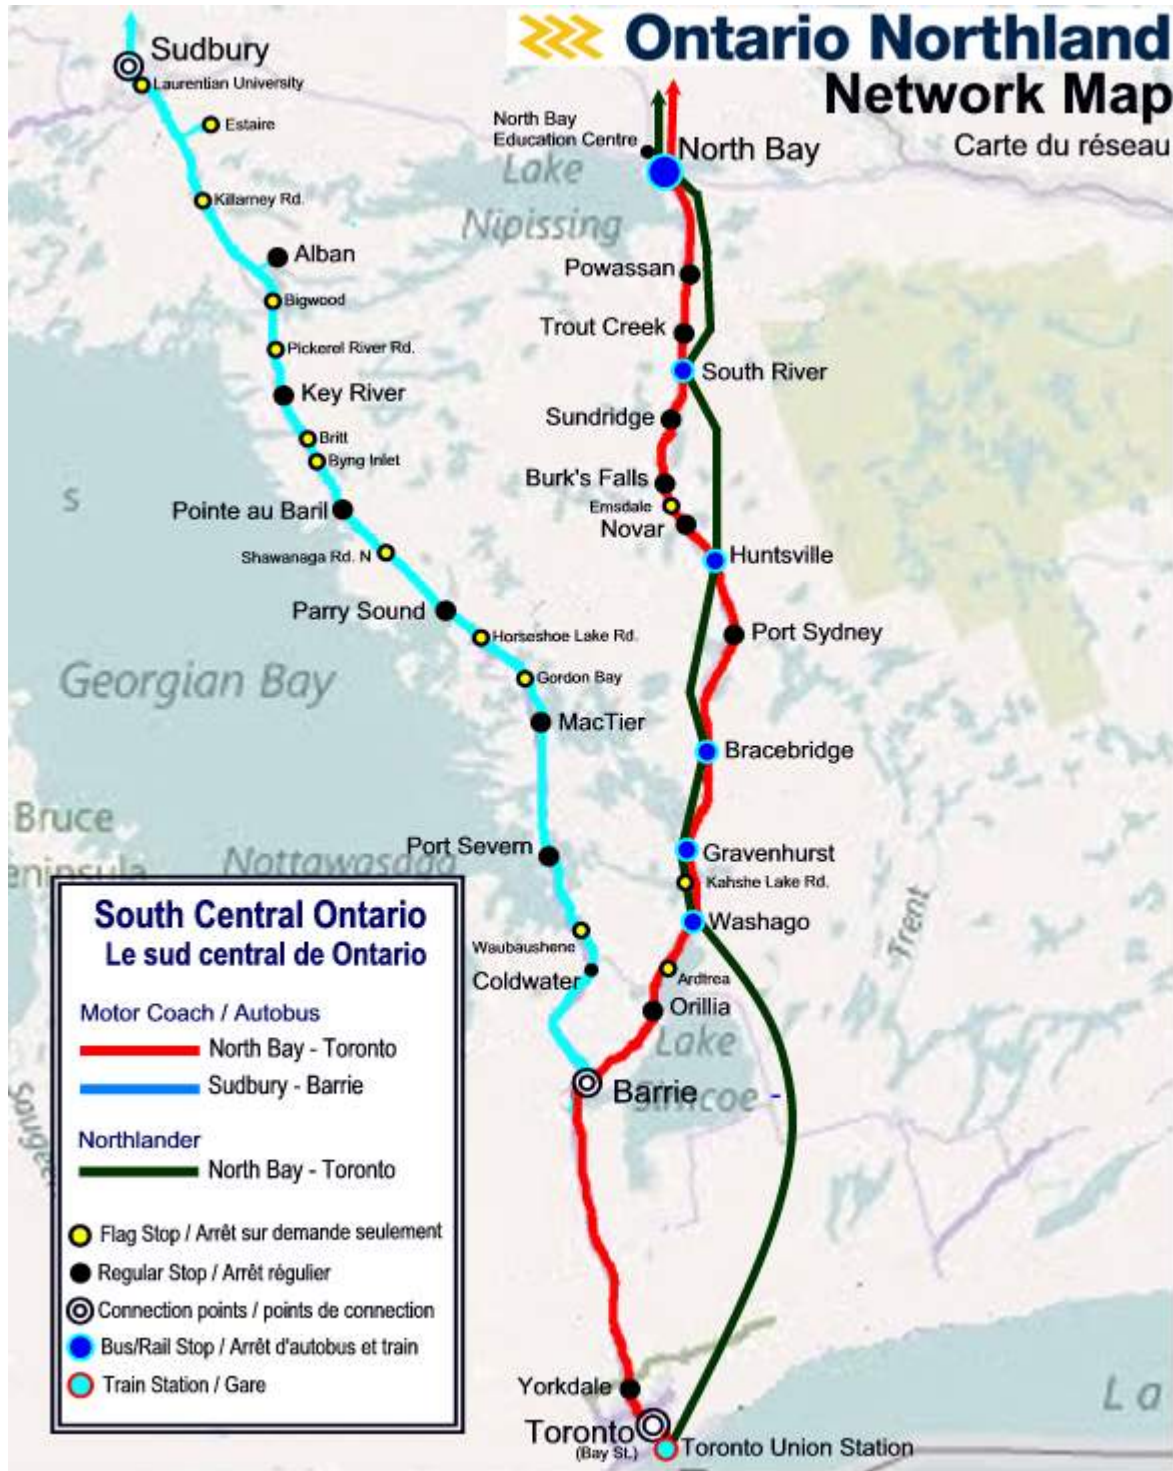 Ontario Northland
Network Map
Carte du réseau
Sudbury
Laurentian University
Estaire
Killarney Rd.
Alban
Bigwood
Pickerel River Rd.
Key River
Britt
Byng Inlet
Pointe au Baril
Shawanaga Rd. N
Parry Sound
Horseshoe Lake Rd.
Gordon Bay
MacTier
Port Severn
Waubaushene
Coldwater
North Bay
Education Centre
North Bay
Lake
Nipissing
Powassan
Trout Creek
South River
Sundridge
Burk's Falls
Emsdale
Novar
Huntsville
Port Sydney
Bracebridge
Gravenhurst
Kahshe Lake Rd.
Washago
Ardtrea
Orillia
Lake
Simcoe
Barrie
Yorkdale
Toronto
(Bay St.)
Toronto Union Station
s
Georgian Bay
Bruce
eninsula
Nottawasaga
Trent
Saugee
La
South Central Ontario
Le sud central de Ontario
Motor Coach / Autobus
North Bay - Toronto
Sudbury - Barrie
Northlander
North Bay - Toronto
Flag Stop / Arrêt sur demande seulement
Regular Stop / Arrêt régulier
Connection points / points de connection
Bus/Rail Stop / Arrêt d'autobus et train
Train Station / Gare